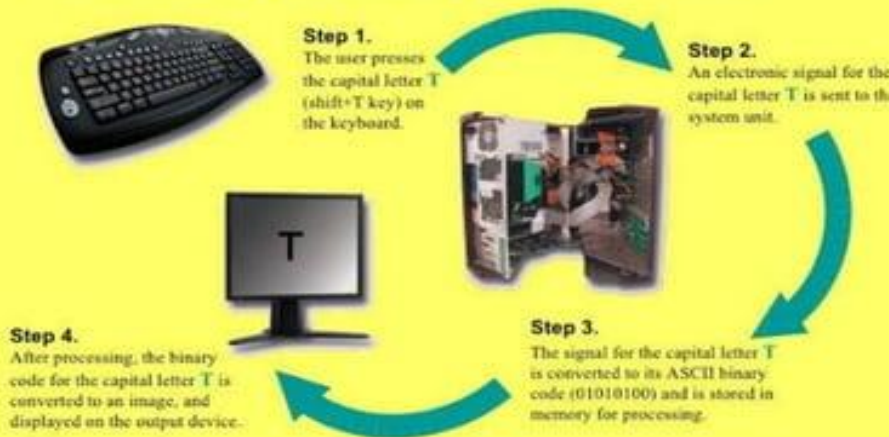 Step 1.
The user presses
the capital letter T
(shift+T key) on
the keyboard.
Step 2.
An electronic signal for the
capital letter T is sent to the
system unit.
Step 3.
The signal for the capital letter T
is converted to its ASCII binary
code (01010100) and is stored in
memory for processing.
Step 4.
After processing, the binary
code for the capital letter T is
converted to an image, and
displayed on the output device.
T